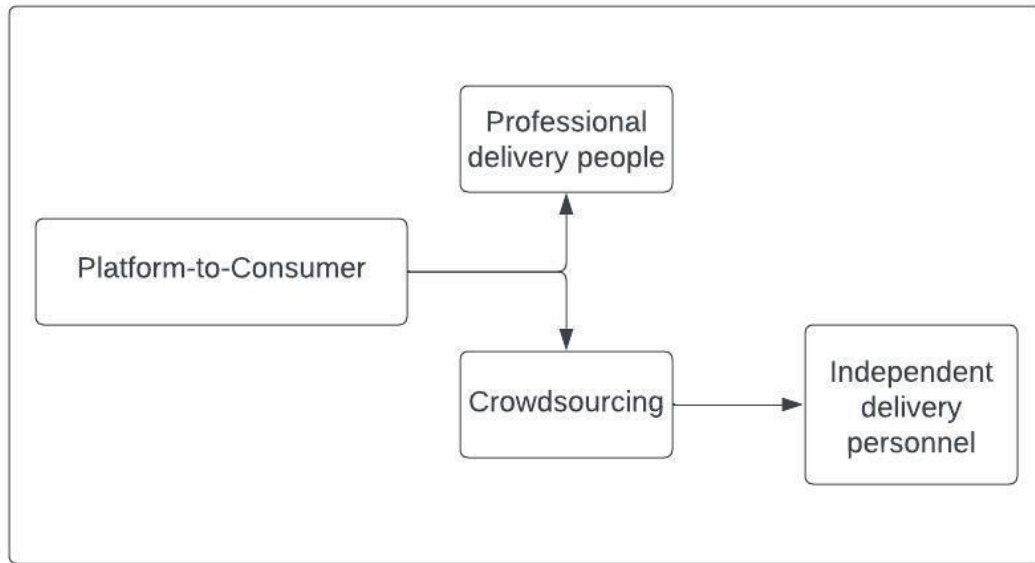 Professional
delivery people
Platform-to-Consumer
Crowdsourcing
Independent
delivery
personnel